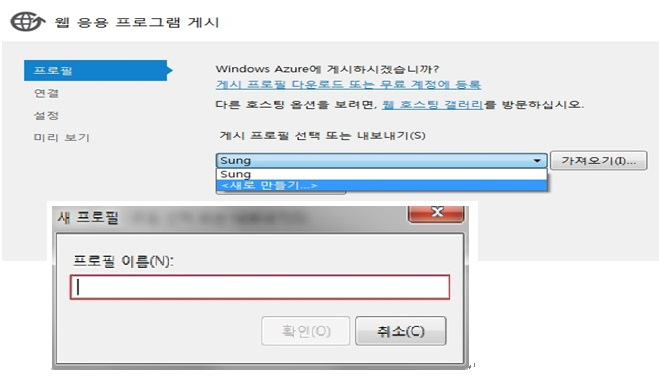 웹 응용 프로그램 게시
프로필
연결
설정
미리 보기
Windows Azure에 게시하시겠습니까?
게시 프로필 다운로드 또는 무료 계정에 등록
다른 호스팅 옵션을 보려면, 웹 호스팅 갤러리를 방문하십시오.
게시 프로필 선택 또는 내보내기(S)
Sung
가져오기(I)...
Sung
<새로 만들기...>
새 프로필
프로필 이름(N):
확인(O)
취소(C)